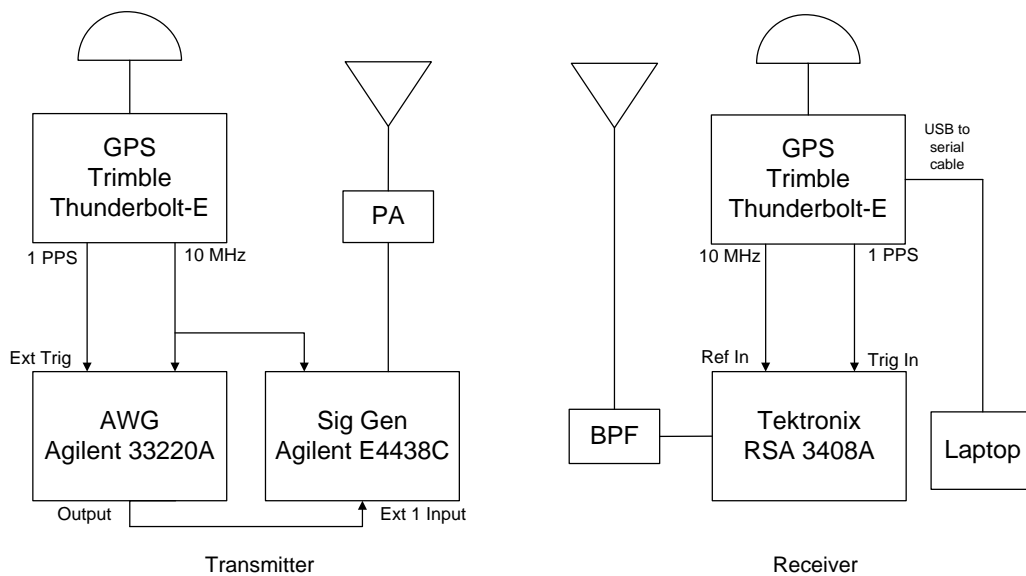 GPS
Trimble
Thunderbolt-E
1 PPS
10 MHz
PA
Ext Trig
AWG
Agilent 33220A
Sig Gen
Agilent E4438C
Output
Ext 1 Input
Transmitter
GPS
Trimble
Thunderbolt-E
USB to
serial
cable
10 MHz
1 PPS
Ref In
Trig In
BPF
Tektronix
RSA 3408A
Laptop
Receiver